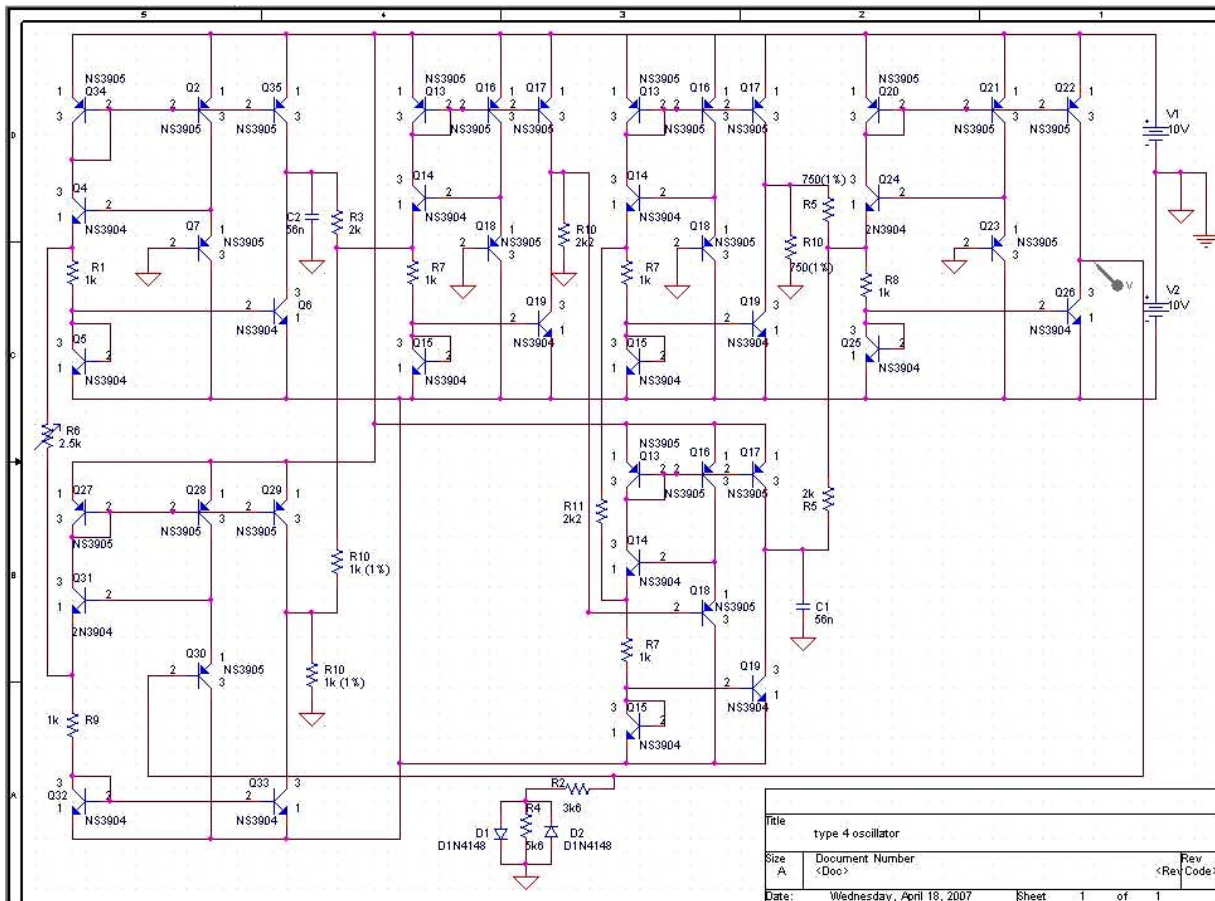 5 4 3 2 1
D
C
B
A
NS3905
Q34
Q2
NS3905
Q35
NS3905
Q4
NS3904
Q7
NS3905
R1
1k
C2
56n
R3
2k
Q6
NS3904
Q5
NS3904
NS3905
Q13
Q16
NS3905
Q17
NS3905
Q14
NS3904
Q18
NS3905
R10
2k2
R7
1k
Q19
NS3904
Q15
NS3904
NS3905
Q13
Q16
NS3905
Q17
NS3905
Q14
NS3904
Q18
NS3905
750(1%)
R5
R10
750(1%)
R7
1k
Q19
NS3904
Q15
NS3904
NS3905
Q20
Q21
NS3905
Q22
NS3905
Q24
2N3904
Q23
NS3905
R8
1k
Q26
NS3904
Q25
NS3904
V1
10V
V
V2
10V
R6
2.5k
Q27
NS3905
Q28
NS3905
Q29
NS3905
Q31
2N3904
Q30
NS3905
1k R9
Q32
NS3904
Q33
NS3904
R10
1k (1%)
R10
1k (1%)
R11
2k2
NS3905
Q13
Q16
NS3905
Q17
NS3905
Q14
NS3904
Q18
NS3905
R7
1k
Q19
NS3904
Q15
NS3904
2k
R5
C1
56n
R2
3k6
R4
5k6
D1
D1N4148
D2
D1N4148
Title
type 4 oscillator
Size
A
Document Number
<Doc>
Rev
<Rev Code>
Date: Wednesday, April 18, 2007 Sheet 1 of 1